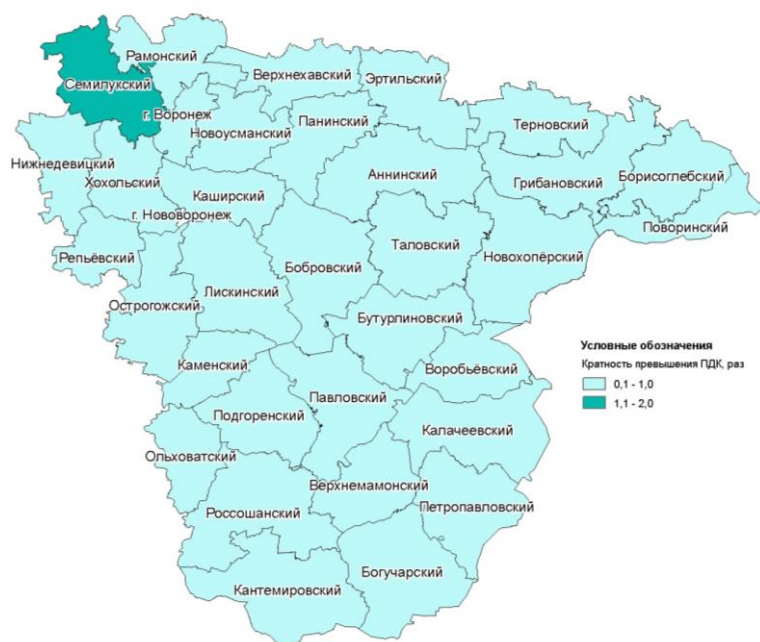 Рамонский
Верхнехавский
Эртильский
Семилукский
г. Воронеж
Новоусманский
Панинский
Терновский
Нижнедевицкий
Хохольский
Каширский
Аннинский
Грибановский
Борисоглебский
г. Нововоронеж
Поворинский
Репьёвский
Бобровский
Таловский
Новохопёрский
Острогожский
Лискинский
Бутурлиновский
Условные обозначения
Кратность превышения ПДК, раз
0,1 - 1,0
1,1 - 2,0
Каменский
Воробьёвский
Павловский
Подгоренский
Калачеевский
Ольховатский
Верхнемамонский
Петропавловский
Россошанский
Богучарский
Кантемировский